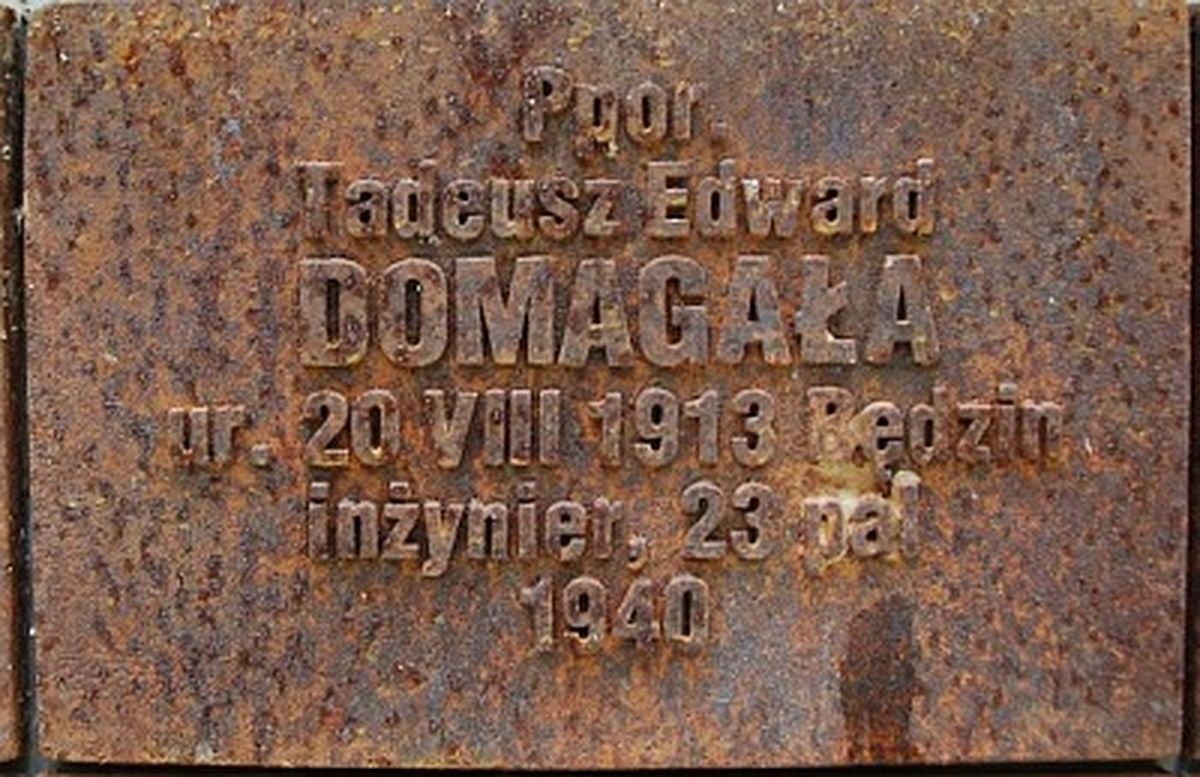 Ppor.
Tadeusz Edward
DOMAGAŁA
ur. 20 VIII 1913 Będzin
inżynier, 23 pal
1940